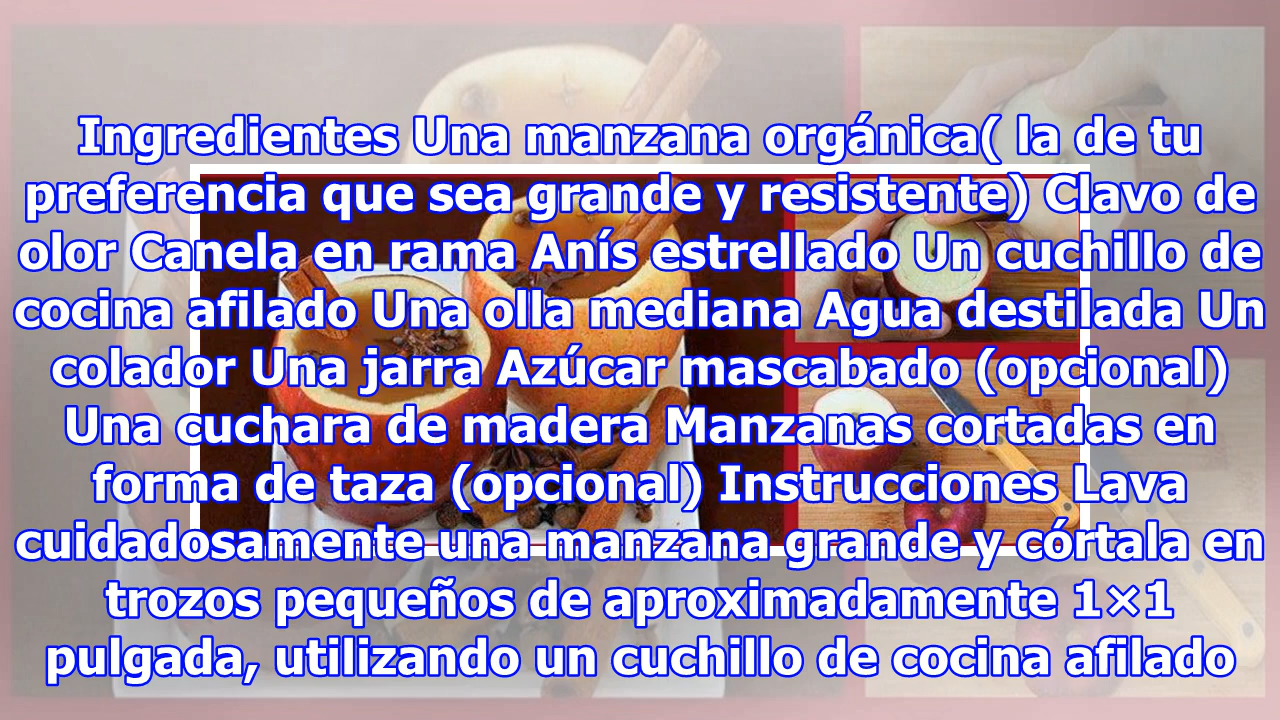 Ingredientes Una manzana orgánica( la de tu
preferencia que sea grande y resistente) Clavo de
olor Canela en rama Anís estrellado Un cuchillo de
cocina afilado Una olla mediana Agua destilada Un
colador Una jarra Azúcar mascabado (opcional)
Una cuchara de madera Manzanas cortadas en
forma de taza (opcional) Instrucciones Lava
cuidadosamente una manzana grande y córtala en
trozos pequeños de aproximadamente 1×1
pulgada, utilizando un cuchillo de cocina afilado